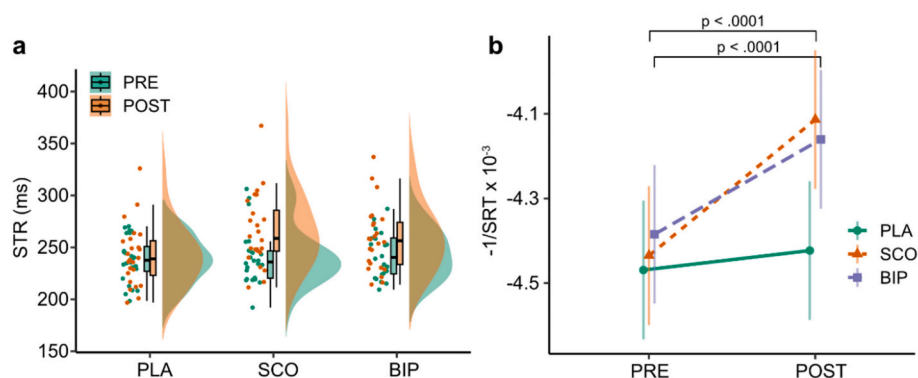 a
STR (ms)
400
350
300
250
200
150
PRE
POST
PLA
SCO
BIP
b
p < .0001
p < .0001
-1/SRT x 10⁻³
-4.1
-4.3
-4.5
PRE
POST
PLA
SCO
BIP